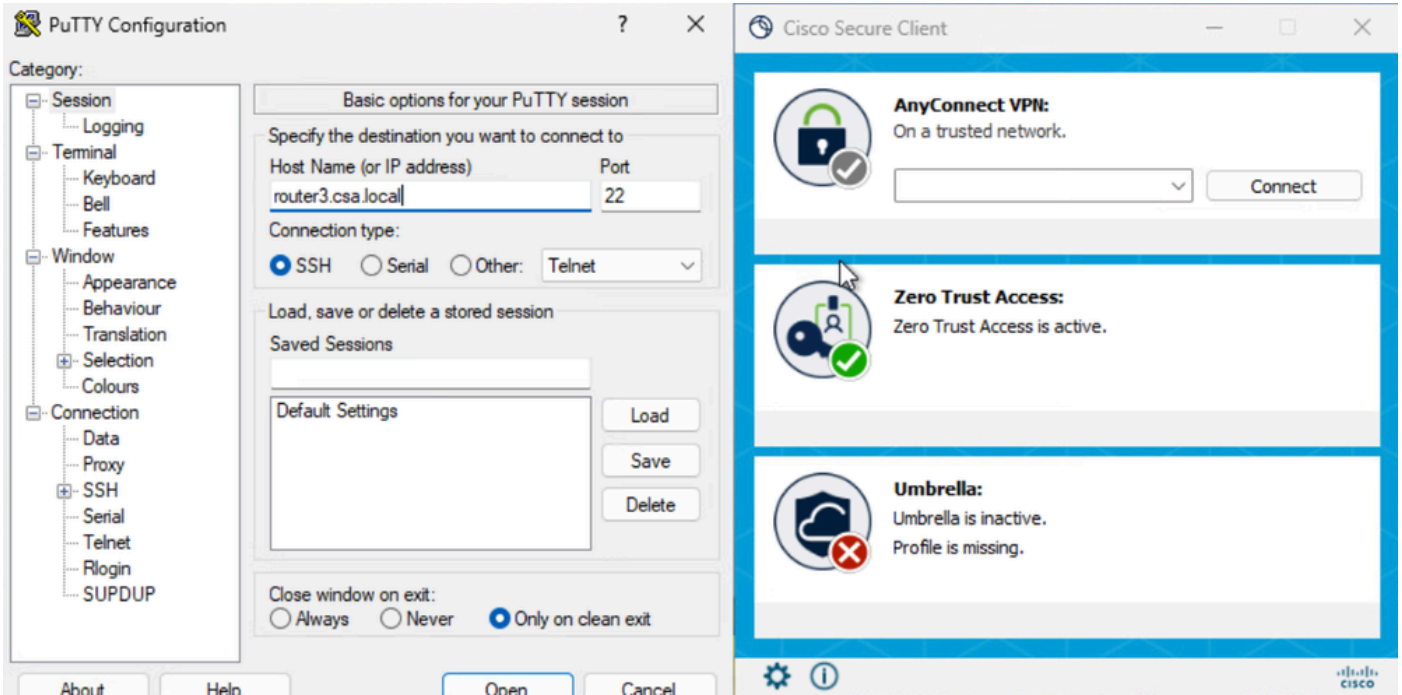 PuTTY Configuration
?
Category:
Session
Logging
Terminal
Keyboard
Bell
Features
Window
Appearance
Behaviour
Translation
Selection
Colours
Connection
Data
Proxy
SSH
Serial
Telnet
Rlogin
SUPDUP
About
Help
Basic options for your PuTTY session
Specify the destination you want to connect to
Host Name (or IP address)
Port
router3.csa.local
22
Connection type:
SSH
Serial
Other:
Telnet
Load, save or delete a stored session
Saved Sessions
Default Settings
Load
Save
Delete
Close window on exit:
Always
Never
Only on clean exit
Open
Cancel
Cisco Secure Client
AnyConnect VPN:
On a trusted network.
Connect
Zero Trust Access:
Zero Trust Access is active.
Umbrella:
Umbrella is inactive.
Profile is missing.
CISCO